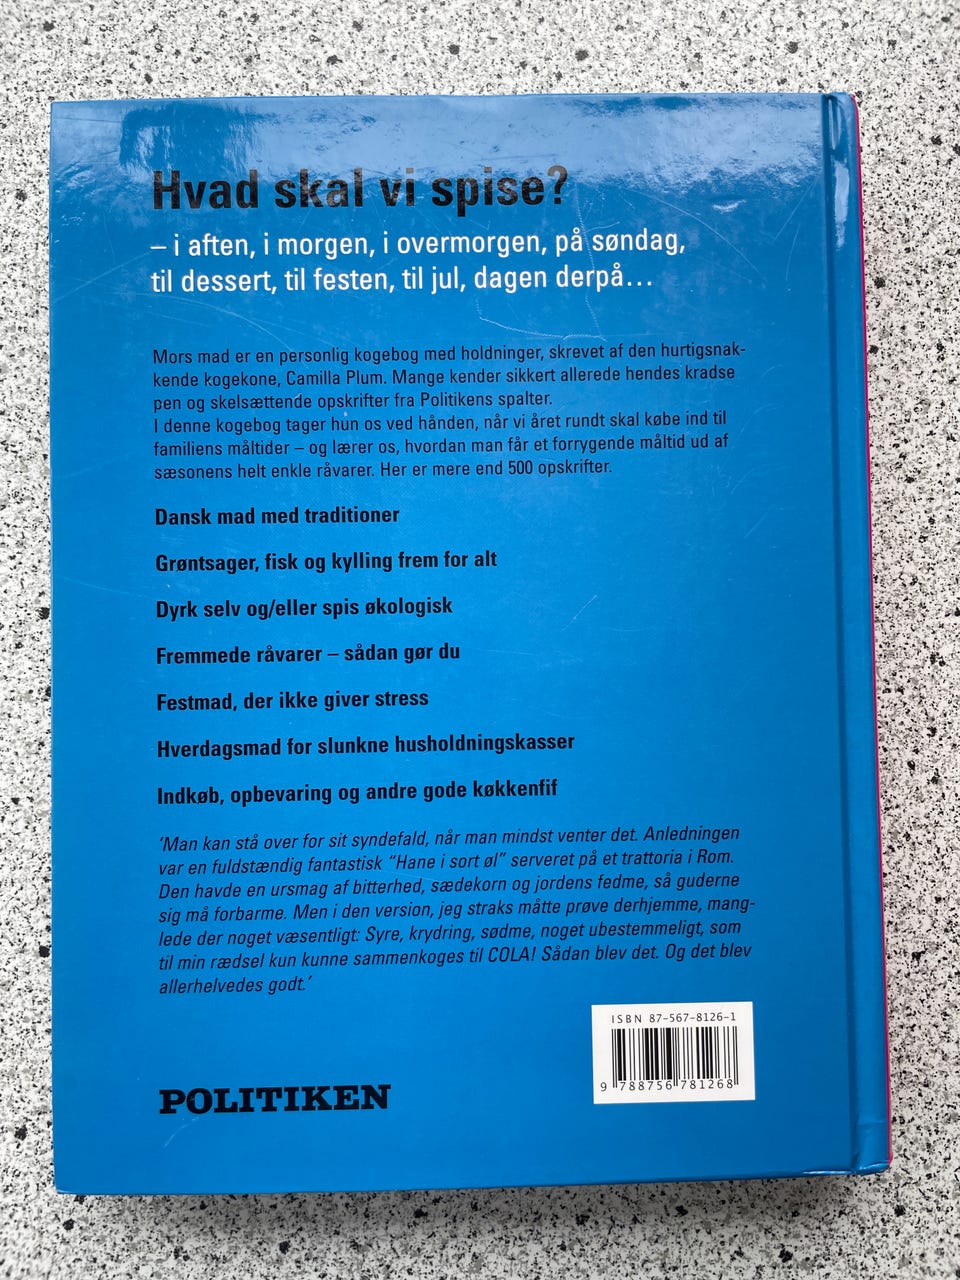 Hvad skal vi spise?
– i aften, i morgen, i overmorgen, på søndag,
til dessert, til festen, til jul, dagen derpå...
Mors mad er en personlig kogebog med holdninger, skrevet af den hurtigsnak-
kende kogekone, Camilla Plum. Mange kender sikkert allerede hendes kradse
pen og skelsættende opskrifter fra Politikens spalter.
I denne kogebog tager hun os ved hånden, når vi året rundt skal købe ind til
familiens måltider – og lærer os, hvordan man får et forrygende måltid ud af
sæsonens helt enkle råvarer. Her er mere end 500 opskrifter.
Dansk mad med traditioner
Grøntsager, fisk og kylling frem for alt
Dyrk selv og/eller spis økologisk
Fremmede råvarer – sådan gør du
Festmad, der ikke giver stress
Hverdagsmad for slunkne husholdningskasser
Indkøb, opbevaring og andre gode køkkenfif
'Man kan stå over for sit syndefald, når man mindst venter det. Anledningen
var en fuldstændig fantastisk "Hane i sort øl" serveret på et trattoria i Rom.
Den havde en ursmag af bitterhed, sædekorn og jordens fedme, så guderne
sig må forbarme. Men i den version, jeg straks måtte prøve derhjemme, mang-
lede der noget væsentligt: Syre, krydring, sødme, noget ubestemmeligt, som
til min rædsel kun kunne sammenkoges til COLA! Sådan blev det. Og det blev
allerhelvedes godt.'
ISBN 87-567-8126-1
9 788756 781268
POLITIKEN